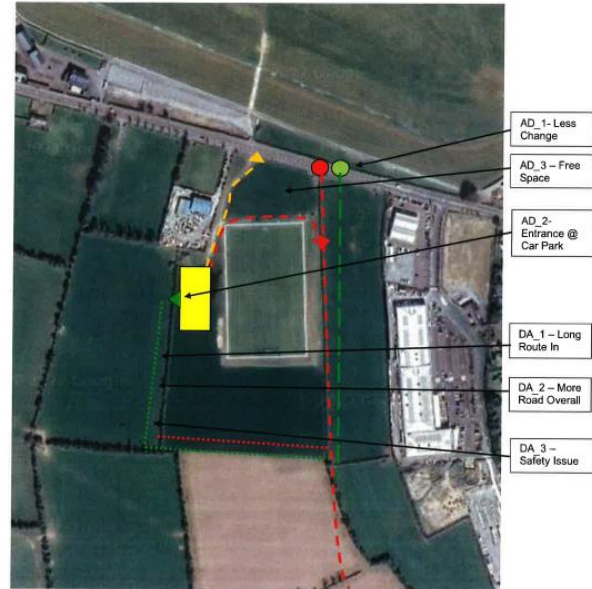 AD_1- Less
Change
AD_3 – Free
Space
AD_2-
Entrance @
Car Park
DA_1 – Long
Route In
DA_2 – More
Road Overall
DA_3 –
Safety Issue